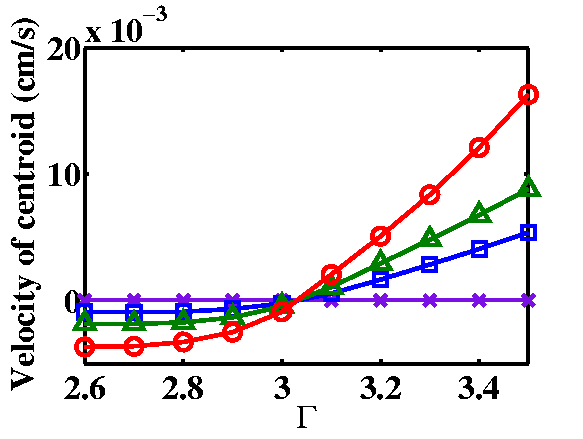 x 10⁻³
20
10
0
Velocity of centroid (cm/s)
2.6 2.8 3 3.2 3.4
Γ